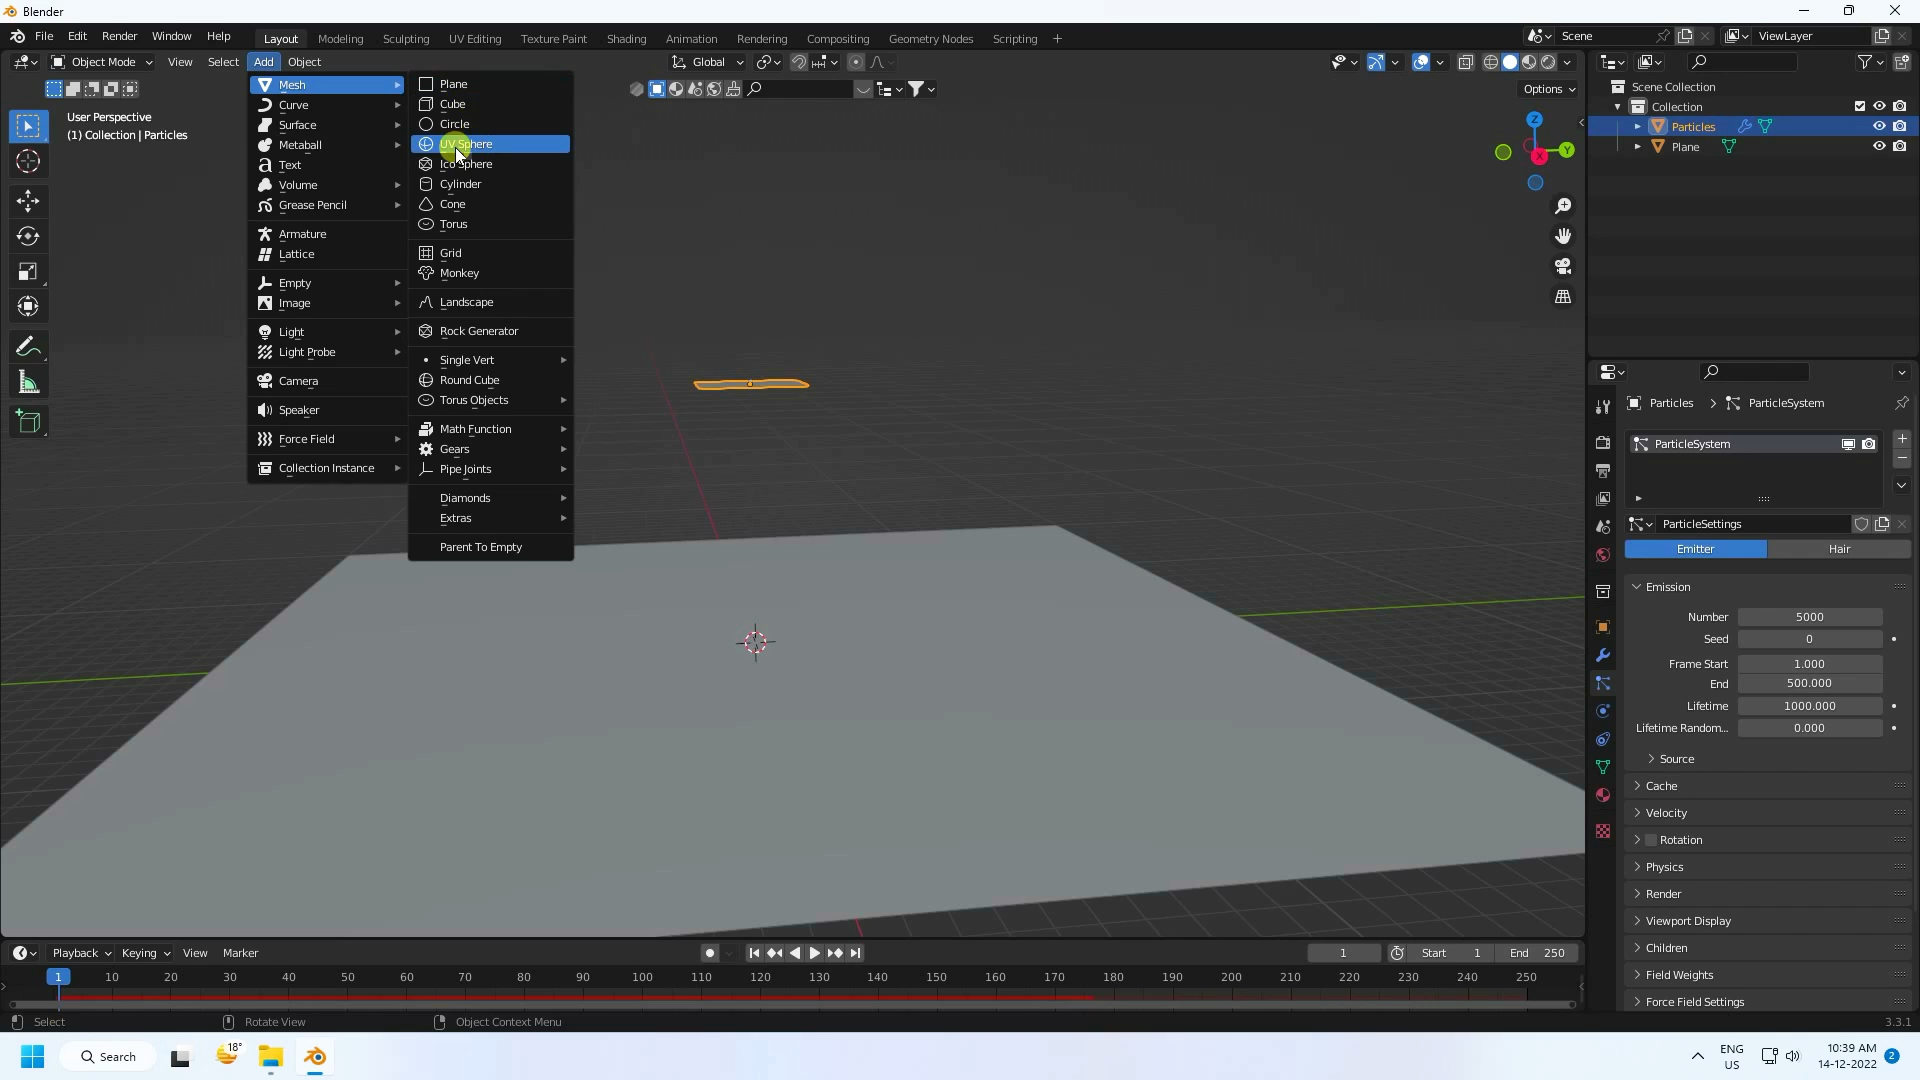 Blender
File Edit Render Window Help Layout Modeling Sculpting UV Editing Texture Paint Shading Animation Rendering Compositing Geometry Nodes Scripting + Scene ViewLayer
Object Mode View Select Add Object Global
Options
User Perspective
(1) Collection | Particles
Mesh
Curve
Surface
Metaball
Text
Volume
Grease Pencil
Armature
Lattice
Empty
Image
Light
Light Probe
Camera
Speaker
Force Field
Collection Instance
Plane
Cube
Circle
UV Sphere
Ico Sphere
Cylinder
Cone
Torus
Grid
Monkey
Landscape
Rock Generator
Single Vert
Round Cube
Torus Objects
Math Function
Gears
Pipe Joints
Diamonds
Extras
Parent To Empty
Z
Y
X
Scene Collection
Collection
Particles
Plane
Particles > ParticleSystem
ParticleSystem
ParticleSettings
Emitter Hair
Emission
Number 5000
Seed 0
Frame Start 1.000
End 500.000
Lifetime 1000.000
Lifetime Random... 0.000
Source
Cache
Velocity
Rotation
Physics
Render
Viewport Display
Children
Field Weights
Force Field Settings
Playback Keying View Marker 1 Start 1 End 250
1 10 20 30 40 50 60 70 80 90 100 110 120 130 140 150 160 170 180 190 200 210 220 230 240 250
Select Rotate View Object Context Menu 3.3.1
Search
18°
ENG
US
10:39 AM
14-12-2022
2